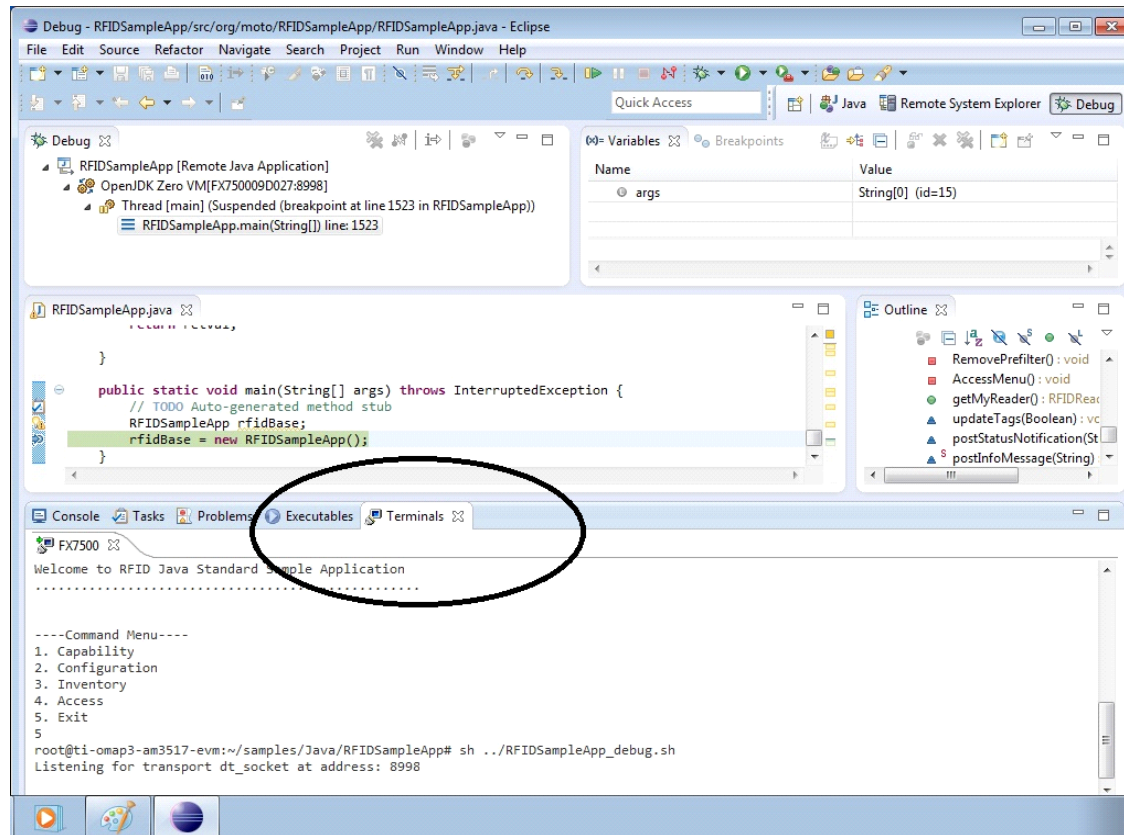 Debug - RFIDSampleApp/src/org/moto/RFIDSampleApp/RFIDSampleApp.java - Eclipse
File Edit Source Refactor Navigate Search Project Run Window Help
Quick Access Java Remote System Explorer Debug
Debug
RFIDSampleApp [Remote Java Application]
OpenJDK Zero VM[FX750009D027:8998]
Thread [main] (Suspended (breakpoint at line 1523 in RFIDSampleApp))
RFIDSampleApp.main(String[]) line: 1523
(x)= Variables Breakpoints
Name Value
args String[0] (id=15)
RFIDSampleApp.java
return retval;
}
public static void main(String[] args) throws InterruptedException {
// TODO Auto-generated method stub
RFIDSampleApp rfidBase;
rfidBase = new RFIDSampleApp();
}
Outline
RemovePrefilter() : void
AccessMenu() : void
getMyReader() : RFIDReac
updateTags(Boolean) : vc
postStatusNotification(St
S postInfoMessage(String)
Console Tasks Problems Executables Terminals
FX7500
Welcome to RFID Java Standard Sample Application
..................................................
----Command Menu----
1. Capability
2. Configuration
3. Inventory
4. Access
5. Exit
5
root@ti-omap3-am3517-evm:~/samples/Java/RFIDSampleApp# sh ../RFIDSampleApp_debug.sh
Listening for transport dt_socket at address: 8998